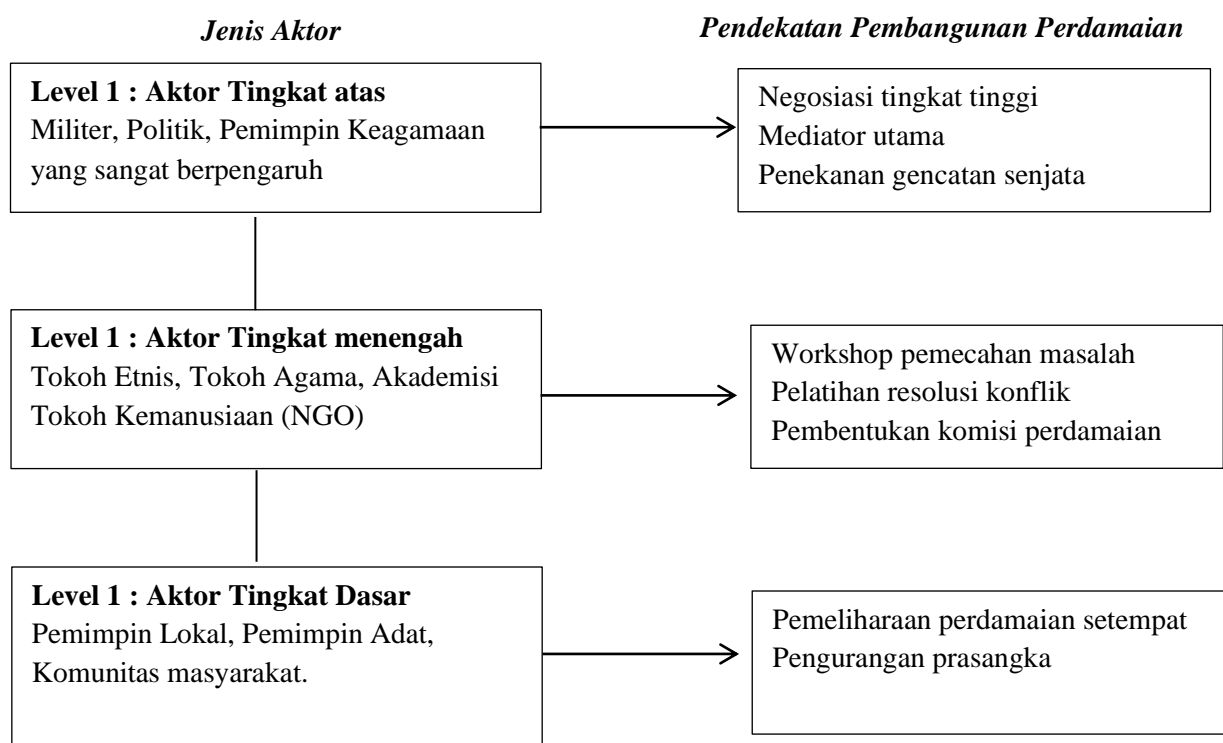 Jenis Aktor
Pendekatan Pembangunan Perdamaian
Level 1 : Aktor Tingkat atas
Militer, Politik, Pemimpin Keagamaan
yang sangat berpengaruh
Negosiasi tingkat tinggi
Mediator utama
Penekanan gencatan senjata
Level 1 : Aktor Tingkat menengah
Tokoh Etnis, Tokoh Agama, Akademisi
Tokoh Kemanusiaan (NGO)
Workshop pemecahan masalah
Pelatihan resolusi konflik
Pembentukan komisi perdamaian
Level 1 : Aktor Tingkat Dasar
Pemimpin Lokal, Pemimpin Adat,
Komunitas masyarakat.
Pemeliharaan perdamaian setempat
Pengurangan prasangka